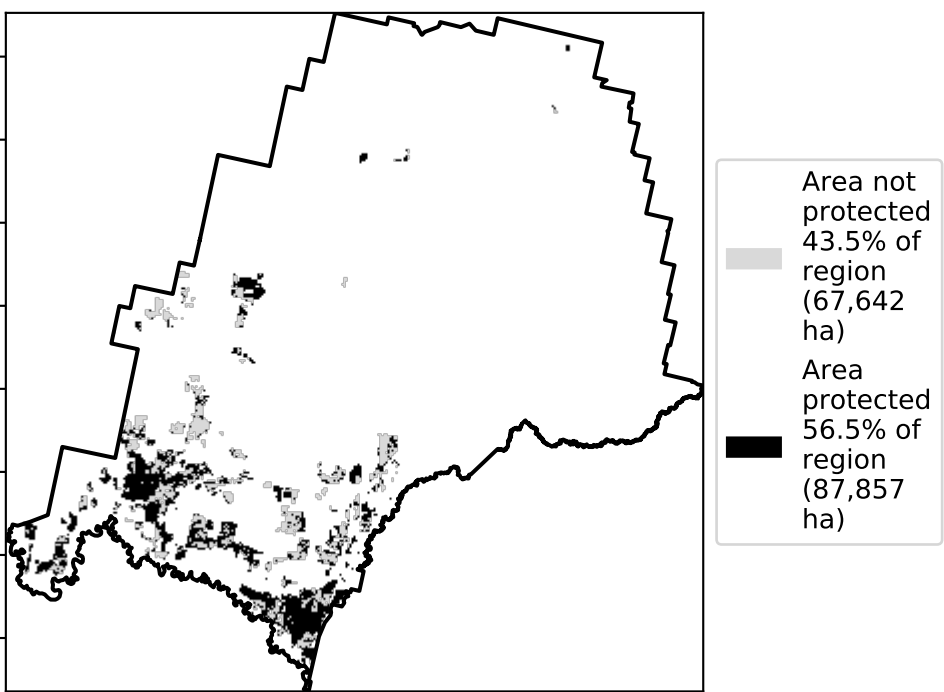 Area not
protected
43.5% of
region
(67,642
ha)
Area
protected
56.5% of
region
(87,857
ha)